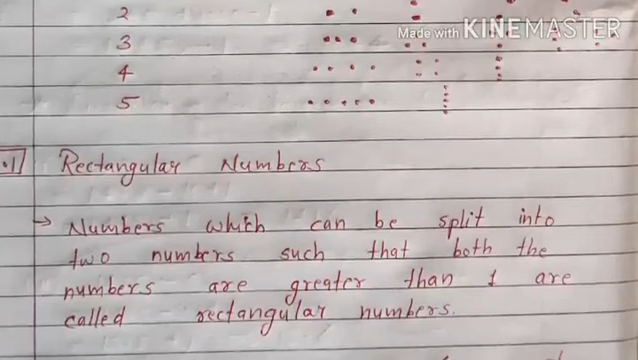 2
Made with KINEMASTER
3
4
5
.1 Rectangular Numbers
→ Numbers which can be split into
two numbers such that both the
numbers are greater than 1 are
called rectangular numbers.